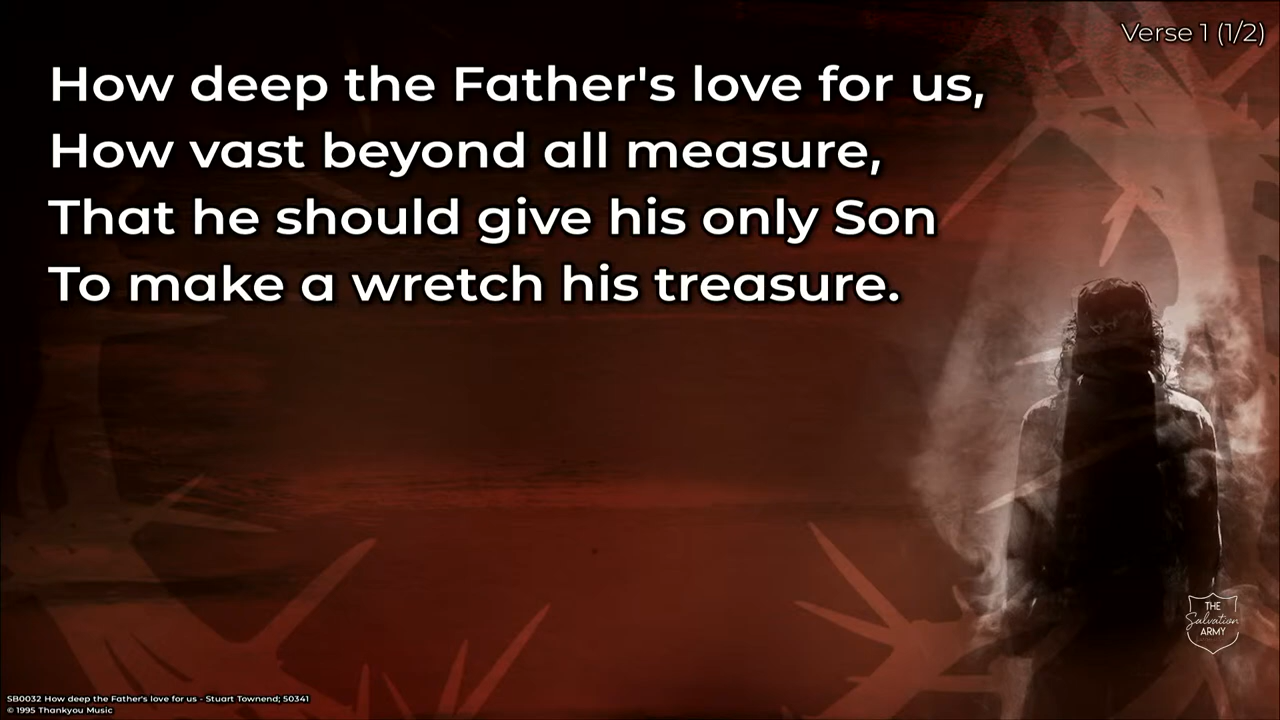 Verse 1 (1/2)
How deep the Father's love for us,
How vast beyond all measure,
That he should give his only Son
To make a wretch his treasure.
THE
Salvation
ARMY
SB0032 How deep the Father's love for us - Stuart Townend; 50341
© 1995 Thankyou Music